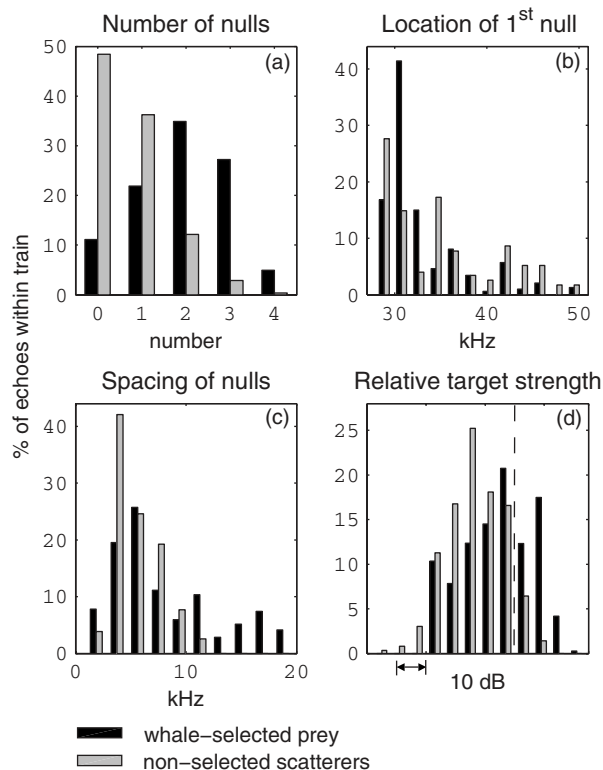 Number of nulls
(a)
40
50
30
20
10
0
0 1 2 3 4
number
Location of 1st null
(b)
40
30
20
10
0
30 40 50
kHz
% of echoes within train
Spacing of nulls
(c)
40
30
20
10
0
0 10 20
kHz
Relative target strength
(d)
25
20
15
10
5
0
10 dB
whale-selected prey
non-selected scatterers